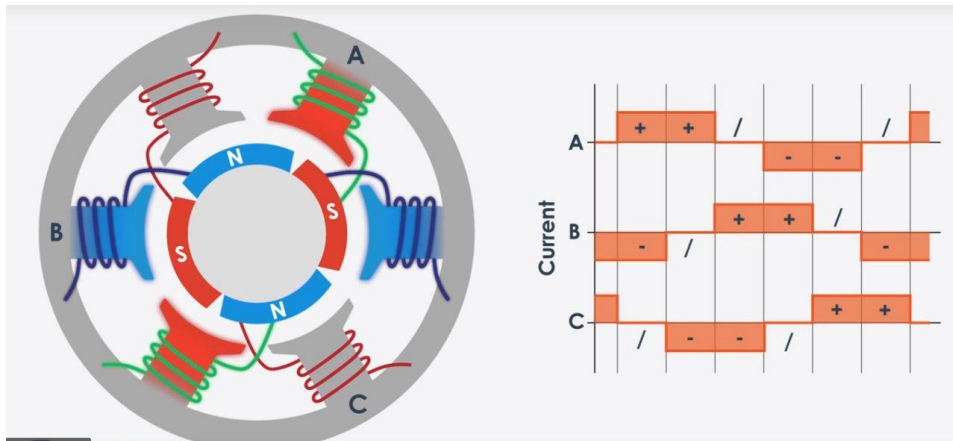 A
B
C
N
S
S
N
Current
A
+ + / - - /
B
- / + + / -
C
/ - - / + +